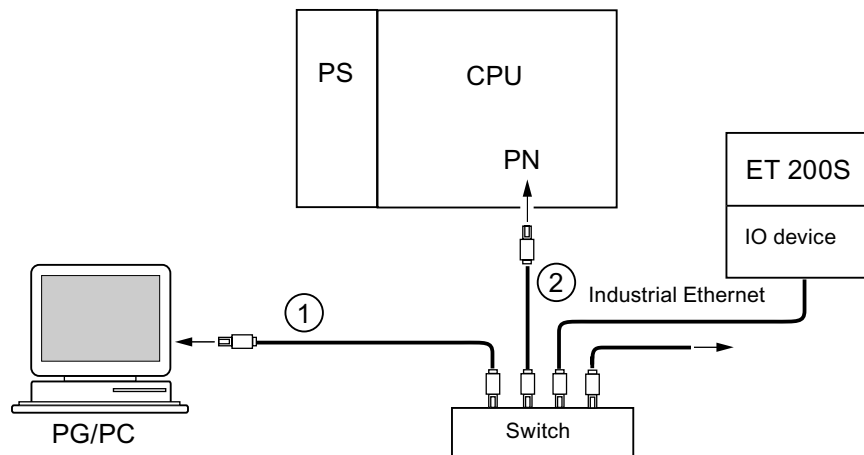 PS
CPU
PN
ET 200S
IO device
①
②
Industrial Ethernet
PG/PC
Switch